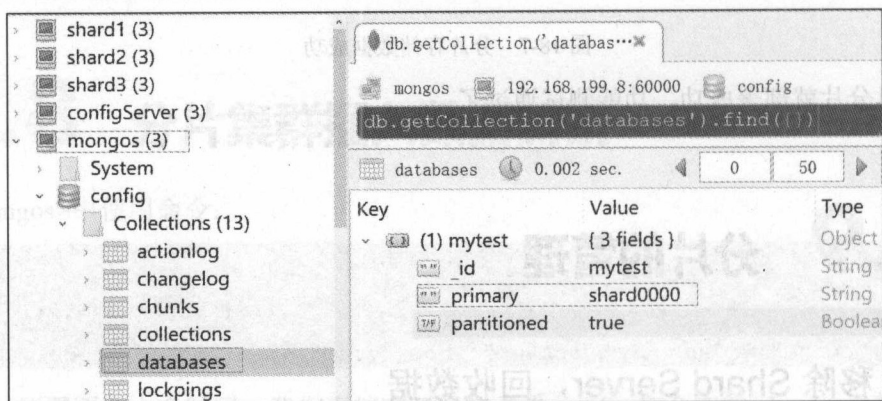 shard1 (3)
shard2 (3)
shard3 (3)
configServer (3)
mongos (3)
System
config
Collections (13)
actionlog
changelog
chunks
collections
databases
lockpings
db.getCollection('databas…
mongos 192.168.199.8:60000 config
db.getCollection('databases').find({})
databases 0.002 sec. 0 50
Key Value Type
(1) mytest { 3 fields } Object
_id mytest String
primary shard0000 String
partitioned true Boolea
分片的管理
移除 Shard Server，回收数据